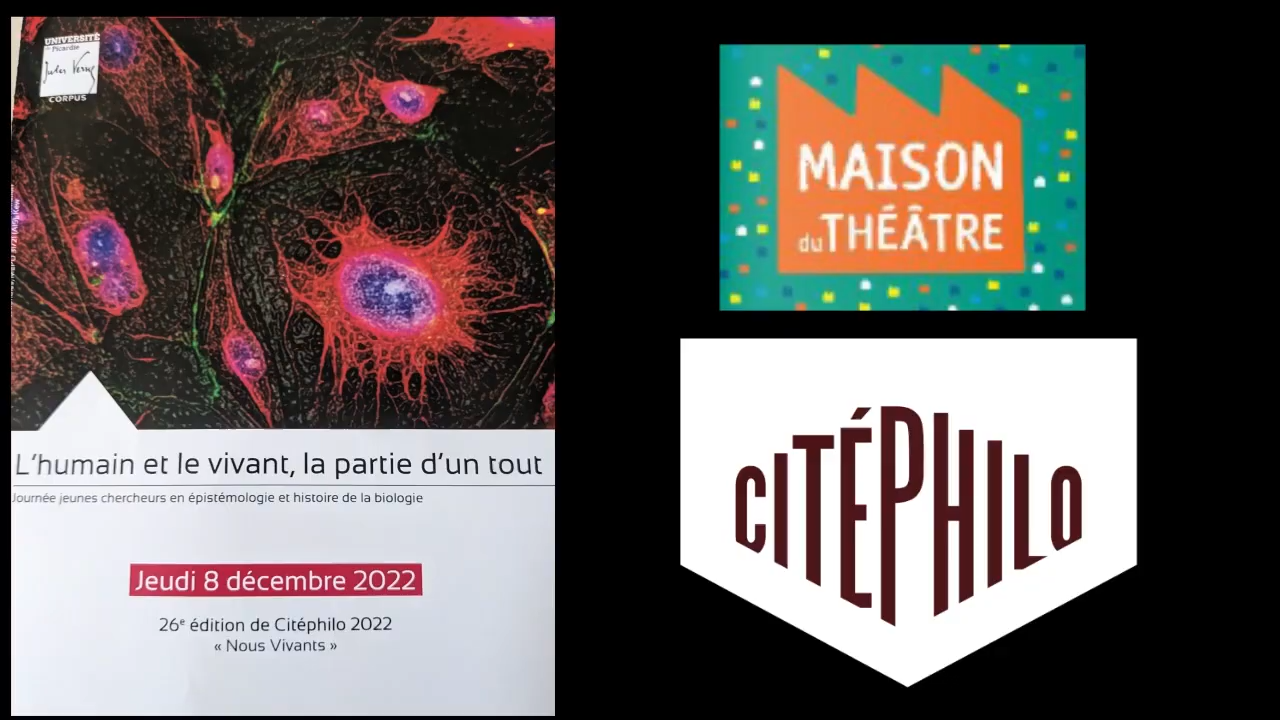 UNIVERSITÉ
de Picardie
Jules Verne
CORPUS
L'humain et le vivant, la partie d'un tout
Journée jeunes chercheurs en épistémologie et histoire de la biologie
Jeudi 8 décembre 2022
26e édition de Citéphilo 2022
« Nous Vivants »
MAISON
du THÉÂTRE
CITÉPHILO